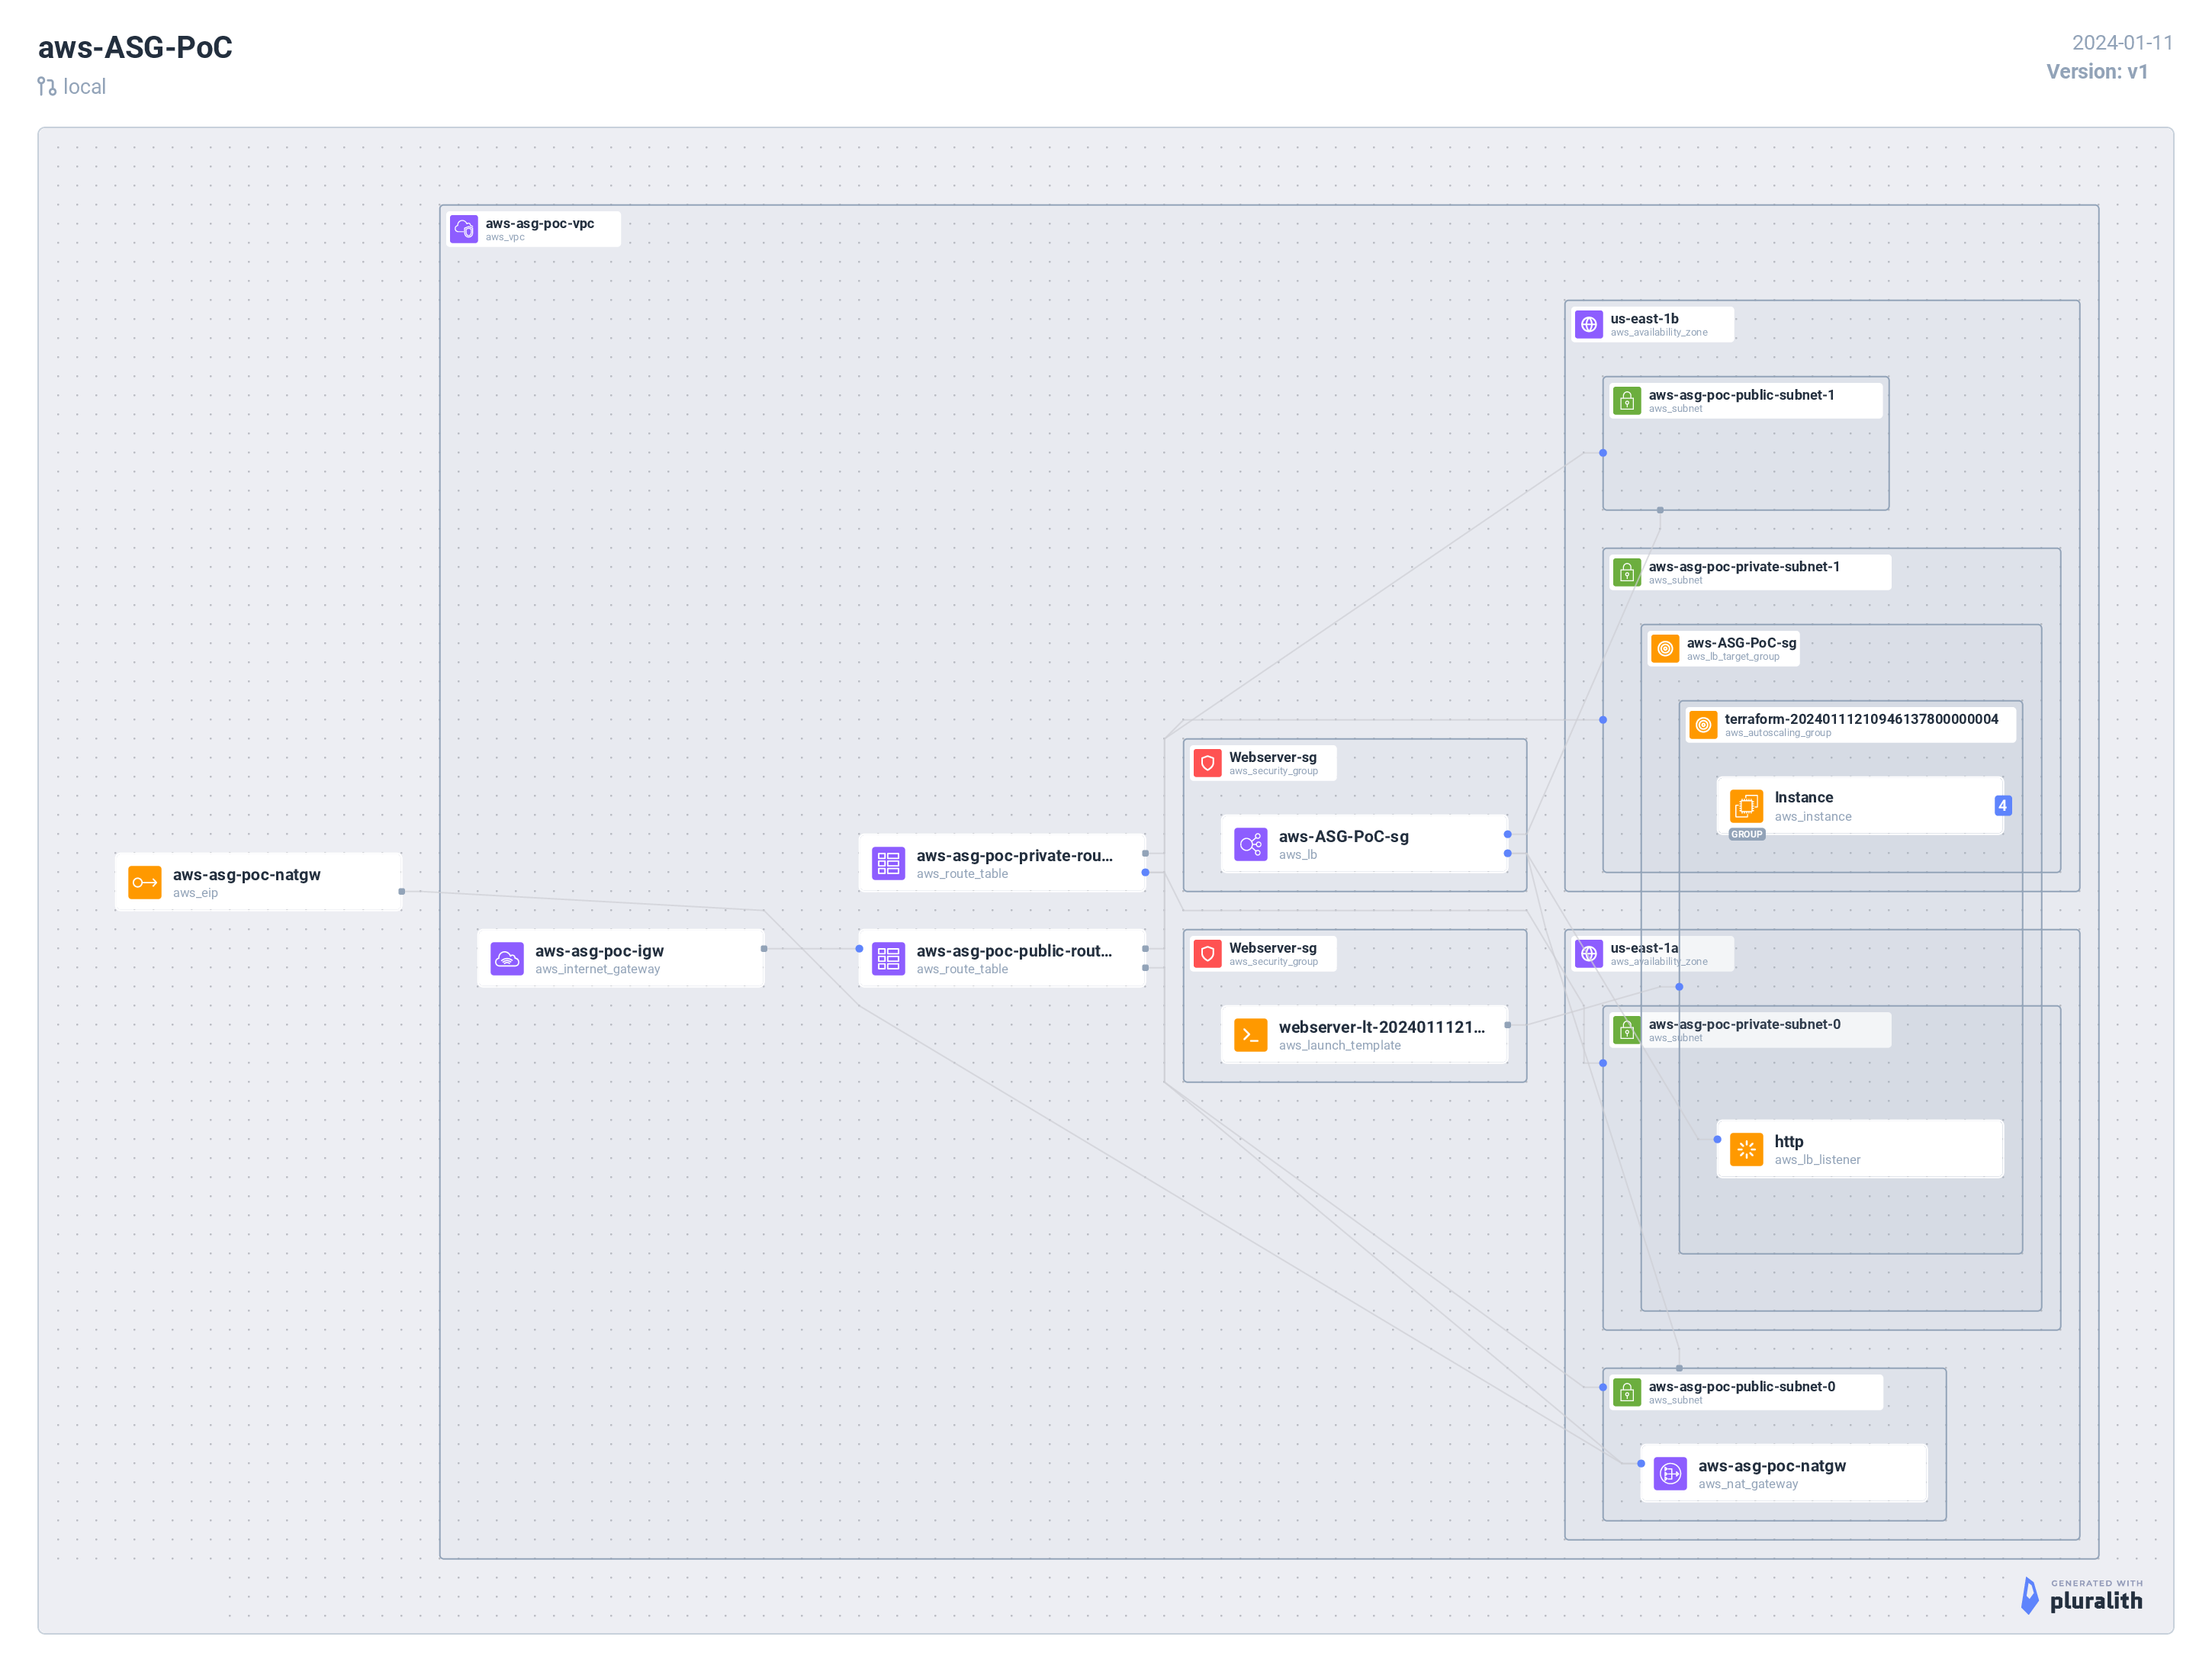 aws-ASG-PoC
local
2024-01-11
Version: v1
aws-asg-poc-vpc
aws_vpc
us-east-1b
aws_availability_zone
aws-asg-poc-public-subnet-1
aws_subnet
aws-asg-poc-private-subnet-1
aws_subnet
aws-ASG-PoC-sg
aws_lb_target_group
terraform-20240111210946137800000004
aws_autoscaling_group
Instance
aws_instance
4
GROUP
Webserver-sg
aws_security_group
aws-ASG-PoC-sg
aws_lb
aws-asg-poc-private-rou...
aws_route_table
aws-asg-poc-natgw
aws_eip
aws-asg-poc-igw
aws_internet_gateway
aws-asg-poc-public-rout...
aws_route_table
Webserver-sg
aws_security_group
webserver-lt-2024011121...
aws_launch_template
us-east-1a
aws_availability_zone
aws-asg-poc-private-subnet-0
aws_subnet
http
aws_lb_listener
aws-asg-poc-public-subnet-0
aws_subnet
aws-asg-poc-natgw
aws_nat_gateway
GENERATED WITH
pluralith